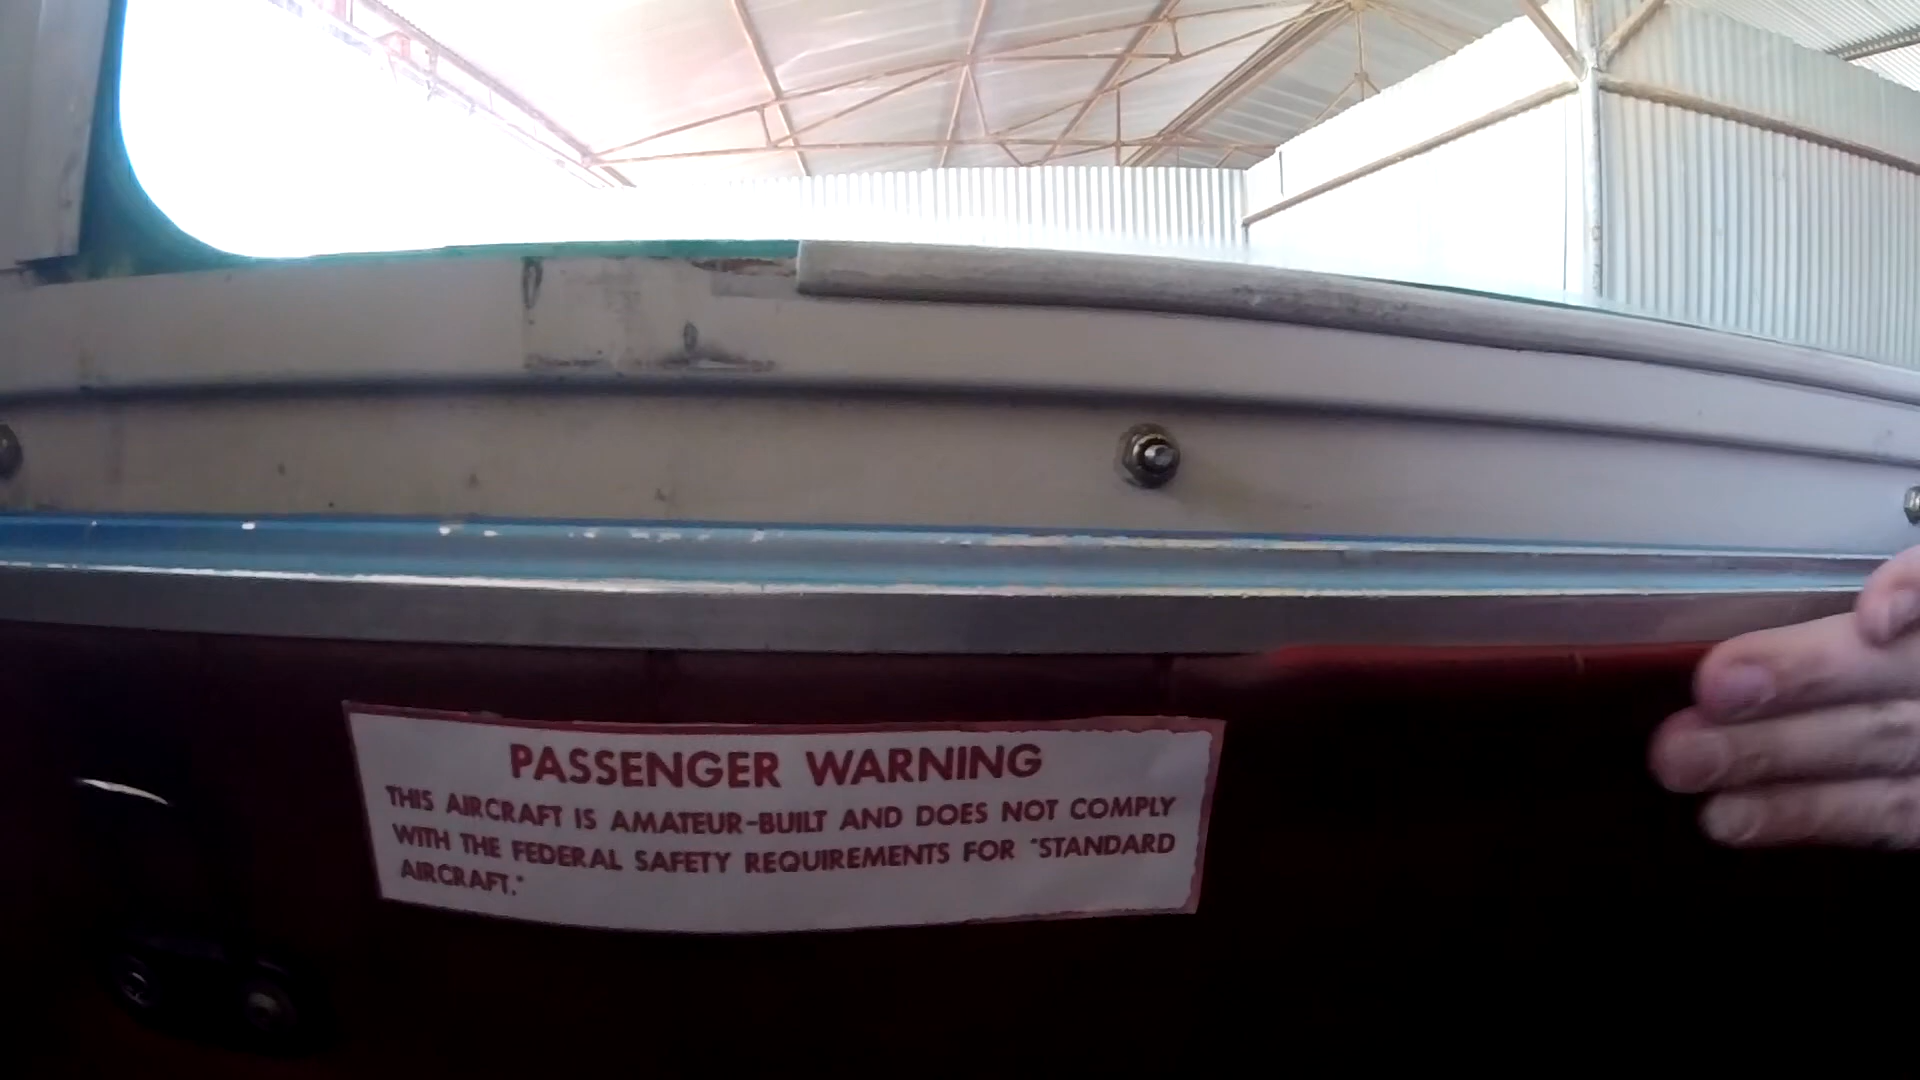 PASSENGER WARNING
THIS AIRCRAFT IS AMATEUR-BUILT AND DOES NOT COMPLY
WITH THE FEDERAL SAFETY REQUIREMENTS FOR "STANDARD
AIRCRAFT."